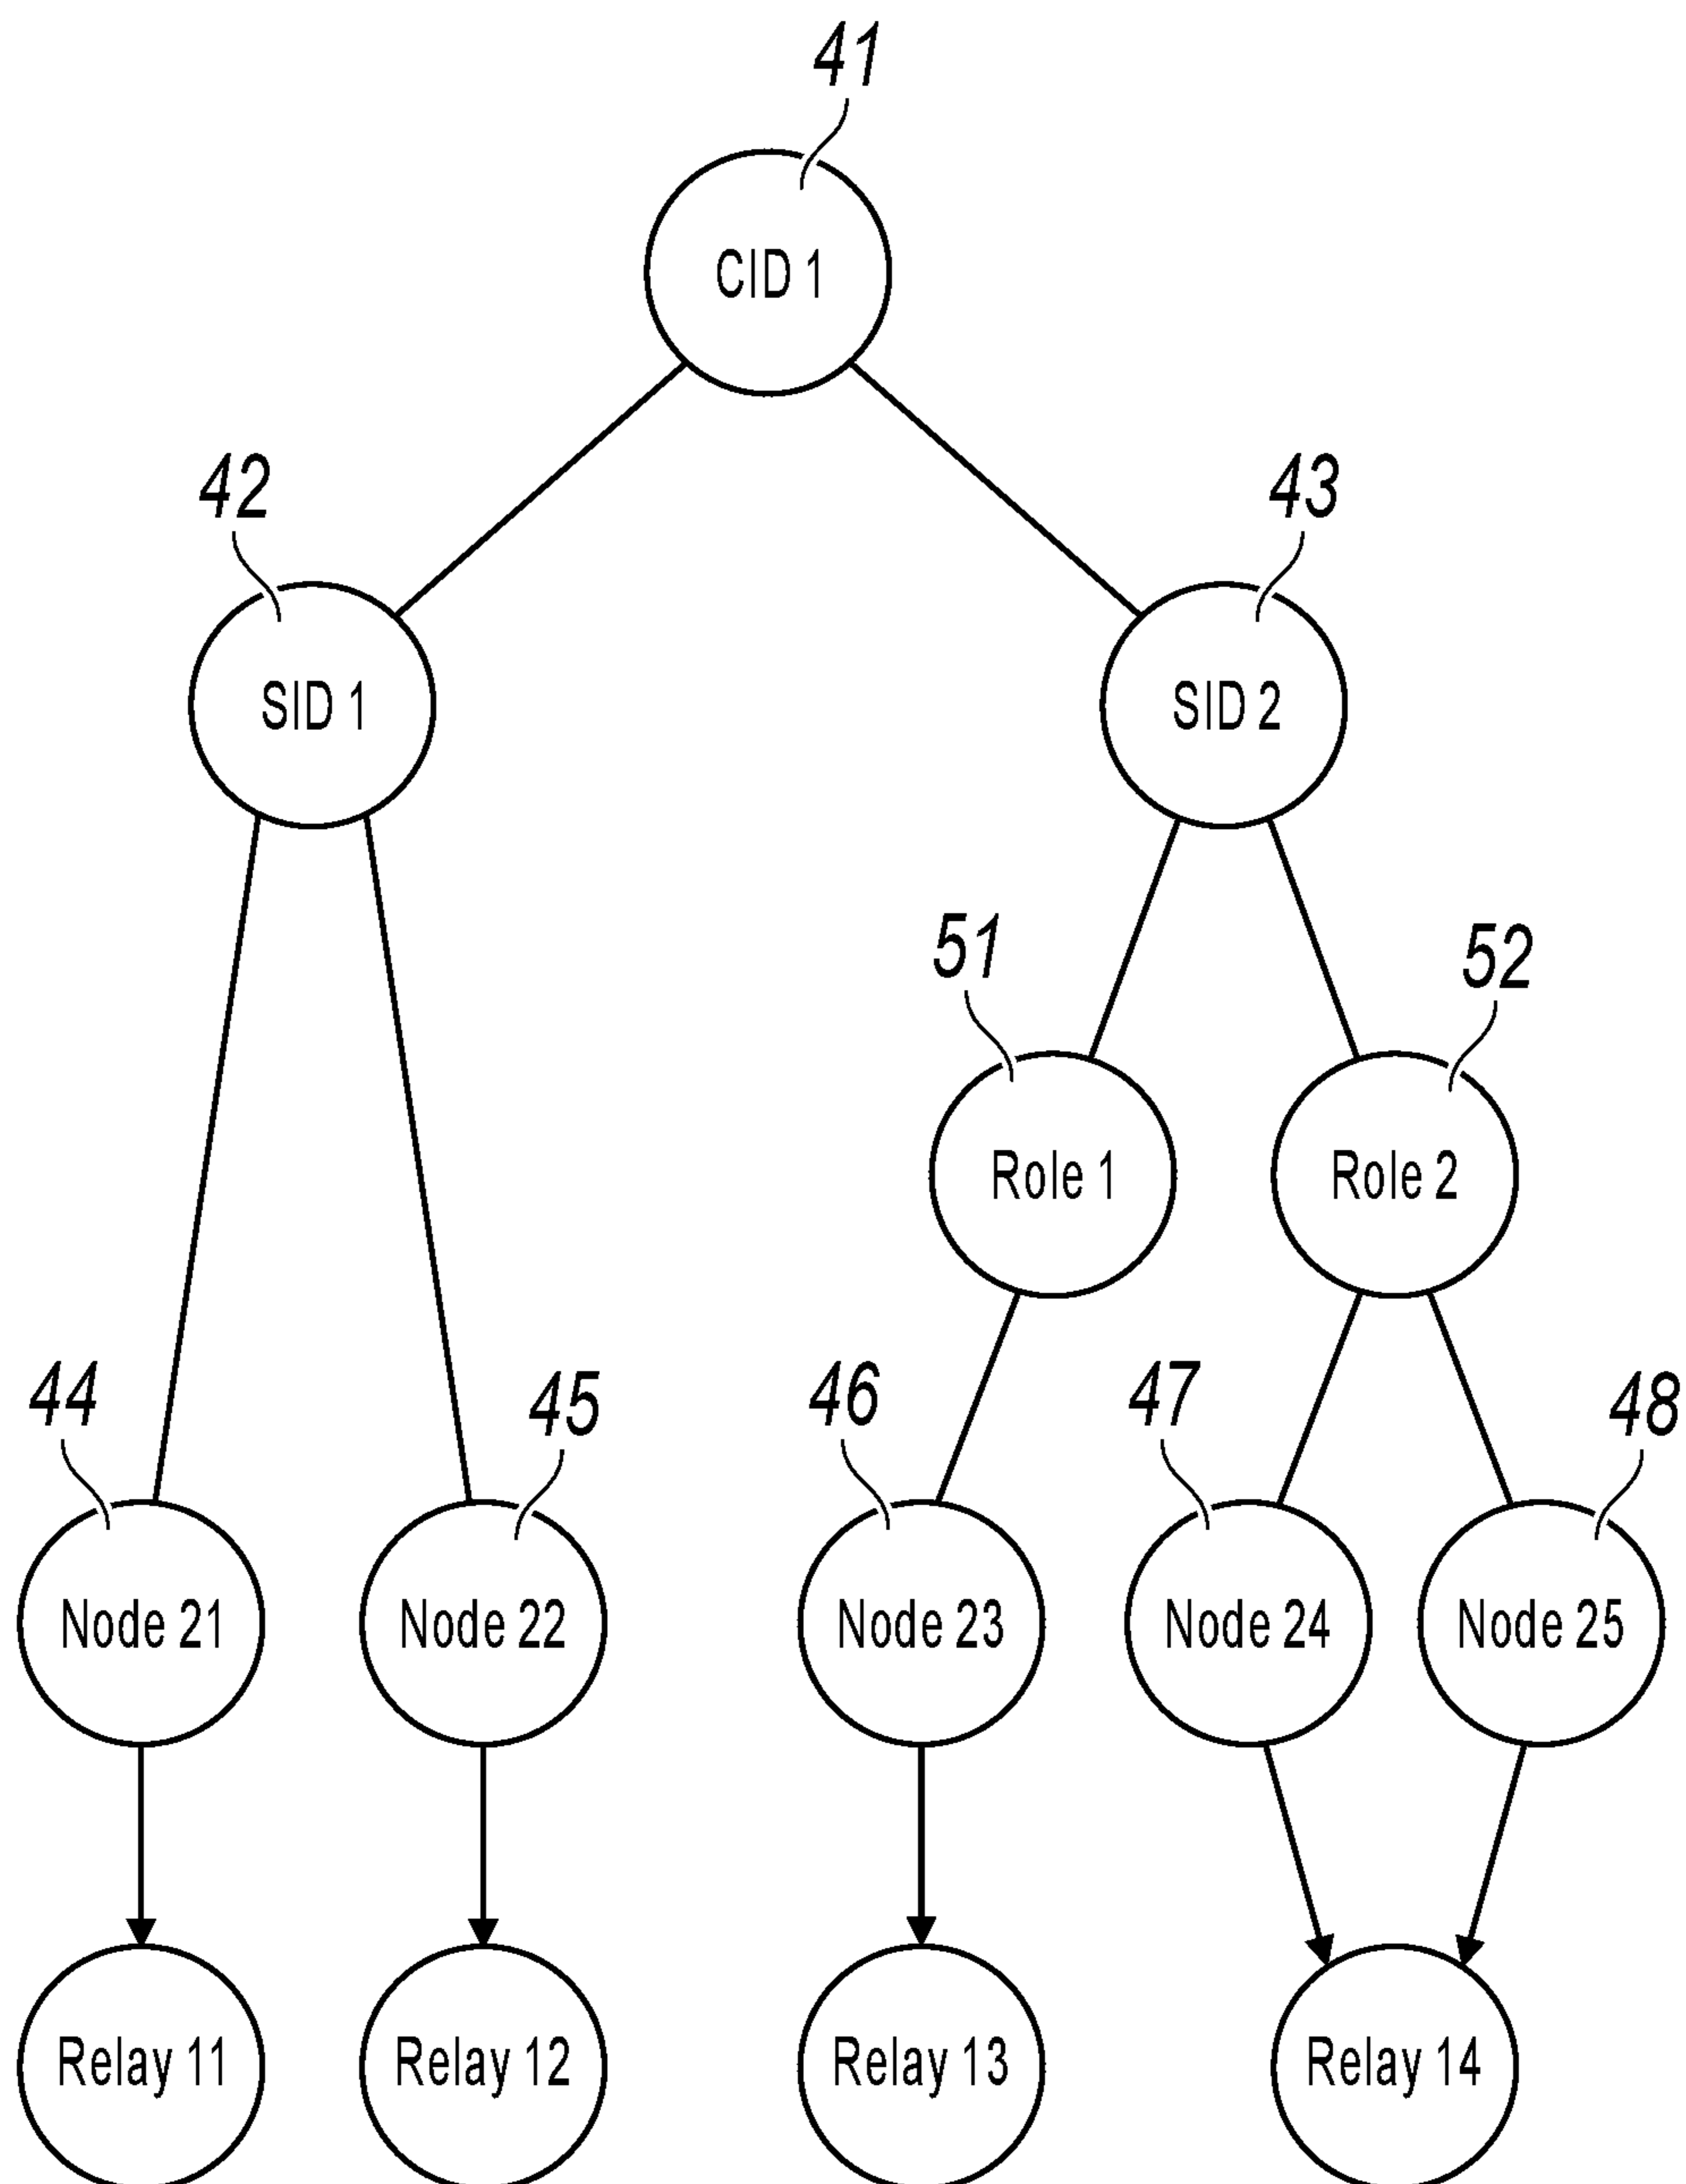 41
CID 1
42
43
SID 1
SID 2
51
52
Role 1
Role 2
44
45
46
47
48
Node 21
Node 22
Node 23
Node 24
Node 25
Relay 11
Relay 12
Relay 13
Relay 14